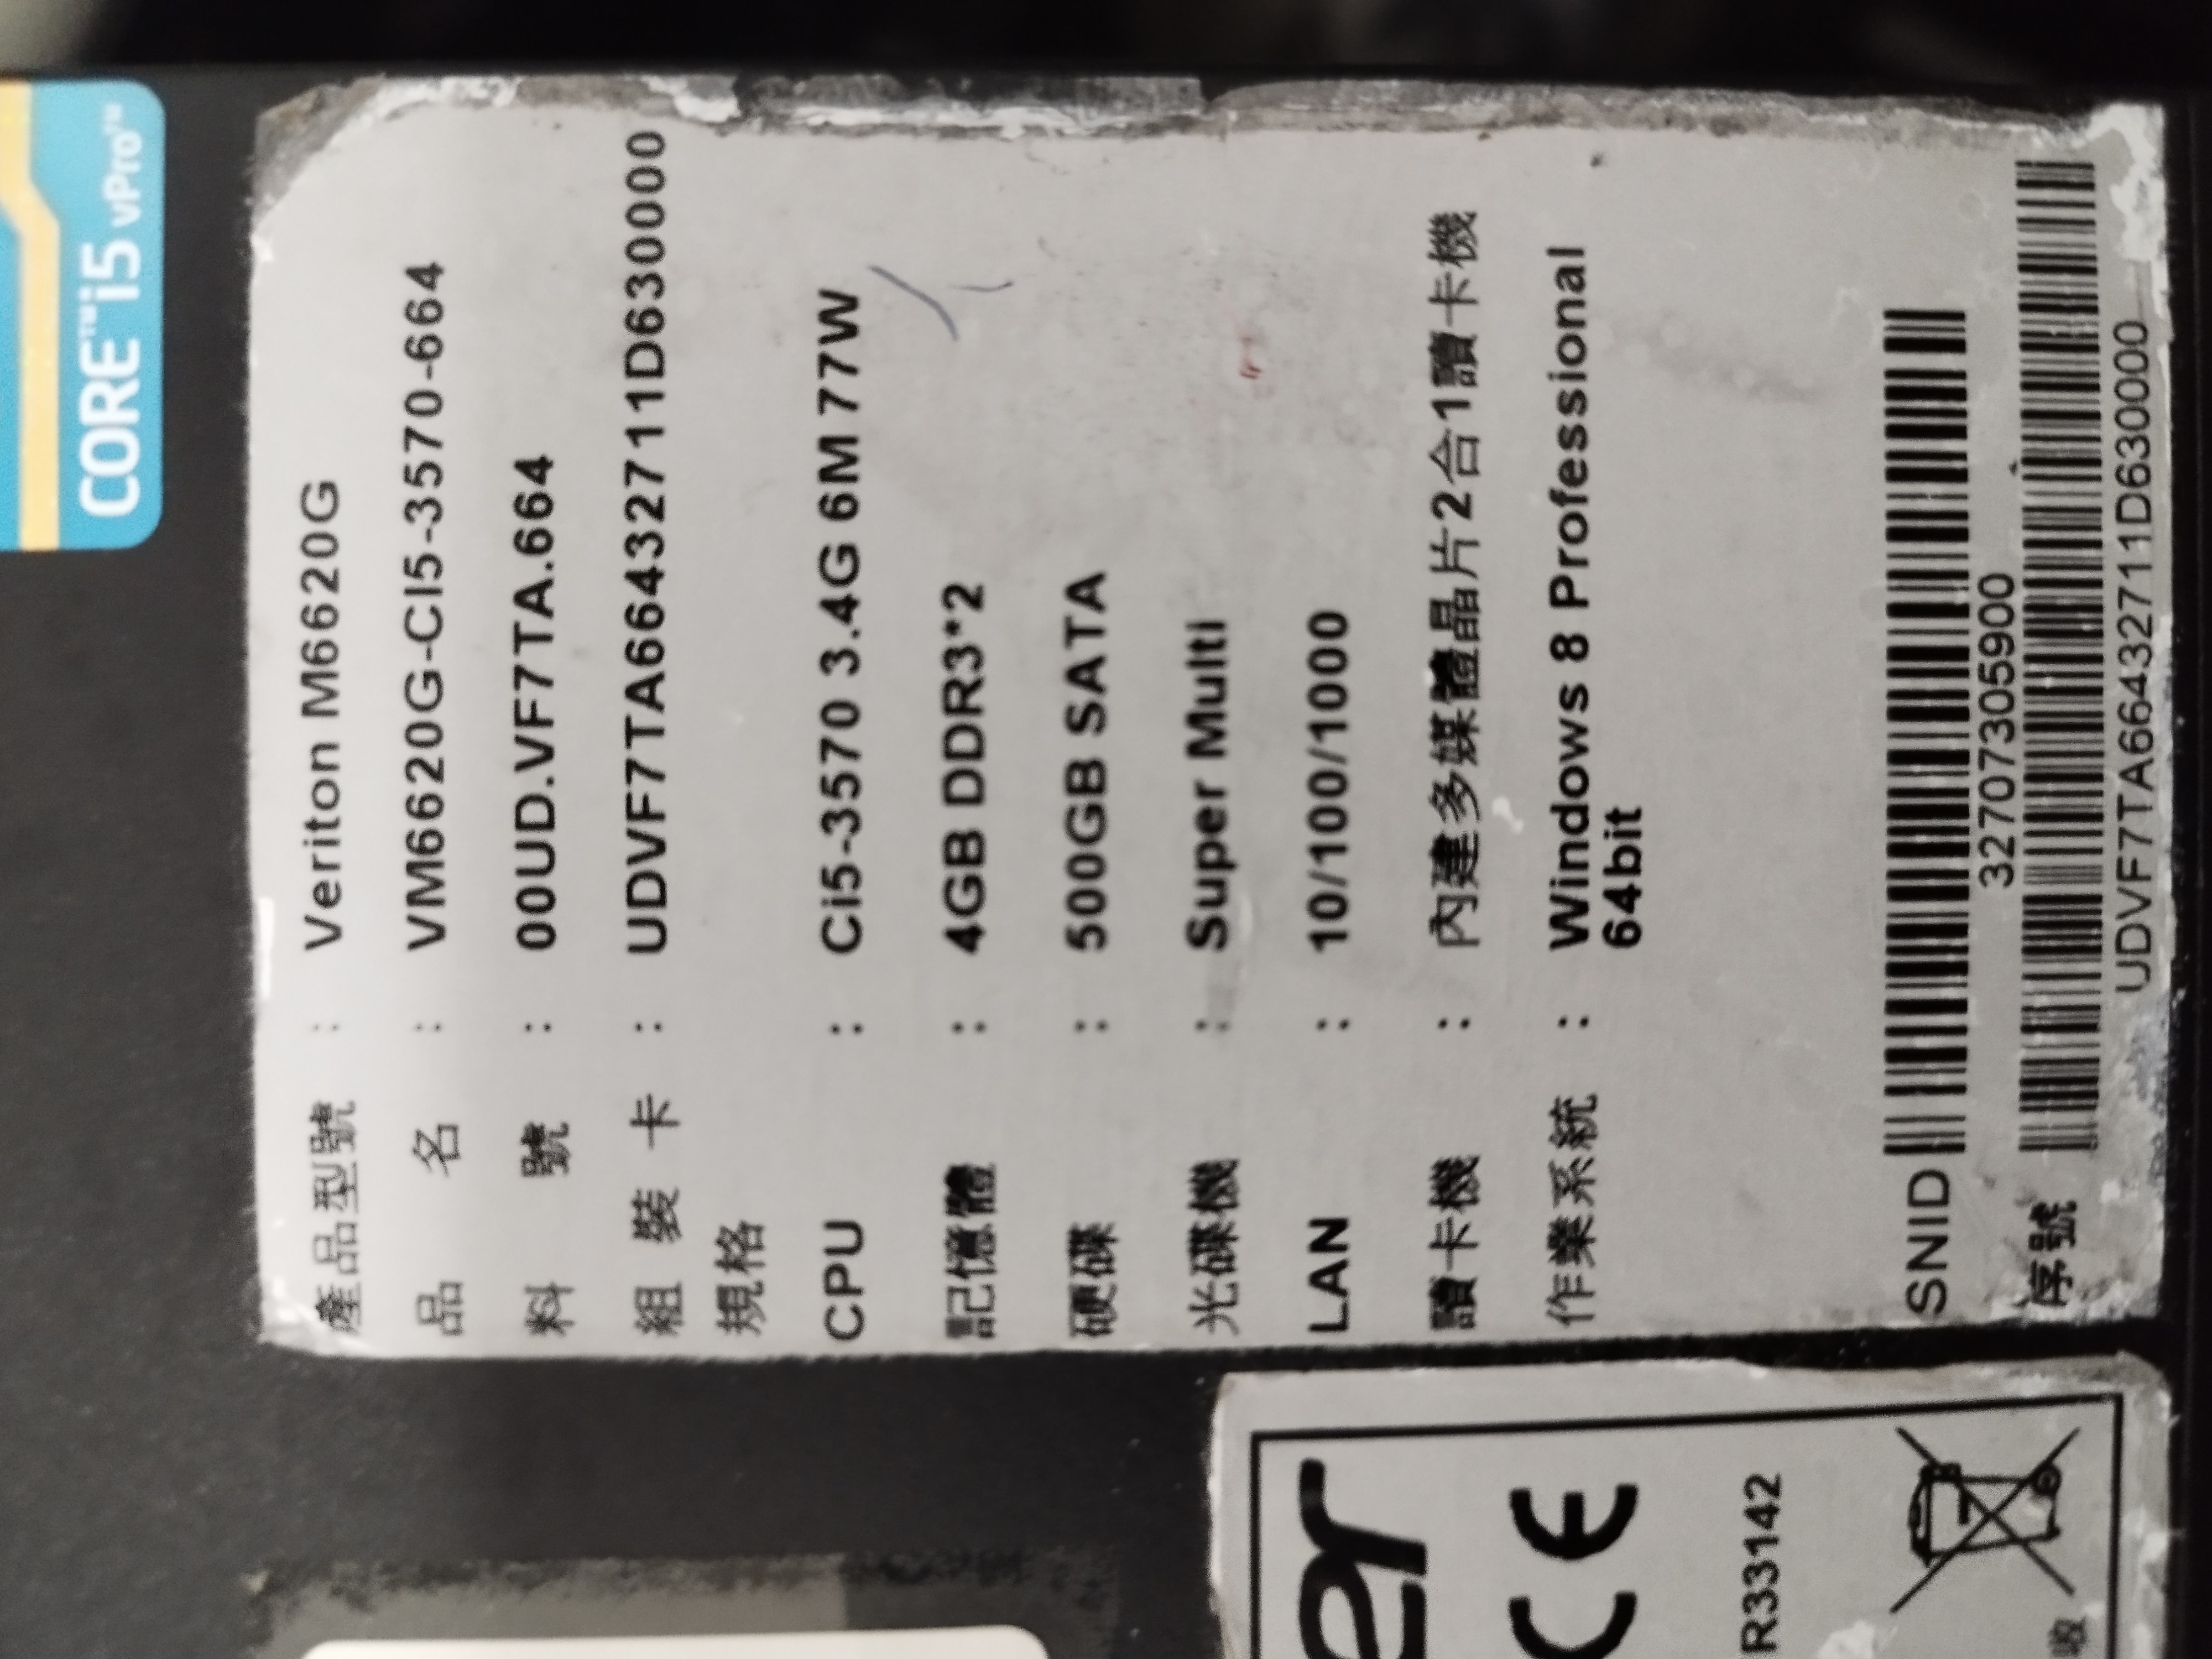 CORE™ i5 vPro™
產品型號 : Veriton M6620G
品 名 : VM6620G-CI5-3570-664
料 號 : 00UD.VF7TA.664
組 裝 卡 : UDVF7TA66432711D630000
規格
CPU : Ci5-3570 3.4G 6M 77W
記憶體 : 4GB DDR3*2
硬碟 : 500GB SATA
光碟機 : Super Multi
LAN : 10/100/1000
讀卡機 : 內建多媒體晶片2合1讀卡機
作業系統 : Windows 8 Professional
64bit
SNID
32707305900
序號
UDVF7TA66432711D630000
er
CE
R33142
收